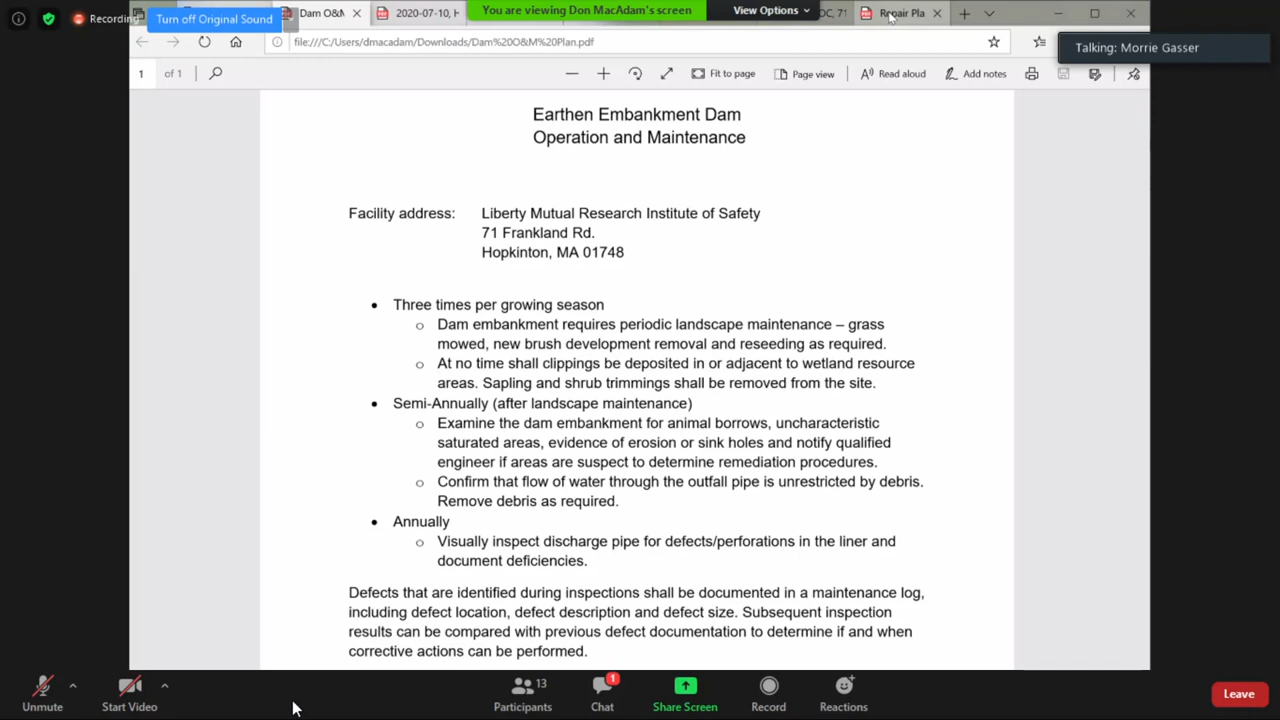 Recording
Turn off Original Sound
Dam O&M
2020-07-10, H
You are viewing Don MacAdam's screen
View Options
OC, 71
Repair Pla
file:///C:/Users/dmacadam/Downloads/Dam%20O&M%20Plan.pdf
Talking: Morrie Gasser
1 of 1
Fit to page
Page view
Read aloud
Add notes
Earthen Embankment Dam
Operation and Maintenance
Facility address: Liberty Mutual Research Institute of Safety
71 Frankland Rd.
Hopkinton, MA 01748
• Three times per growing season
o Dam embankment requires periodic landscape maintenance – grass
mowed, new brush development removal and reseeding as required.
o At no time shall clippings be deposited in or adjacent to wetland resource
areas. Sapling and shrub trimmings shall be removed from the site.
• Semi-Annually (after landscape maintenance)
o Examine the dam embankment for animal borrows, uncharacteristic
saturated areas, evidence of erosion or sink holes and notify qualified
engineer if areas are suspect to determine remediation procedures.
o Confirm that flow of water through the outfall pipe is unrestricted by debris.
Remove debris as required.
• Annually
o Visually inspect discharge pipe for defects/perforations in the liner and
document deficiencies.
Defects that are identified during inspections shall be documented in a maintenance log,
including defect location, defect description and defect size. Subsequent inspection
results can be compared with previous defect documentation to determine if and when
corrective actions can be performed.
13
1
Unmute
Start Video
Participants
Chat
Share Screen
Record
Reactions
Leave